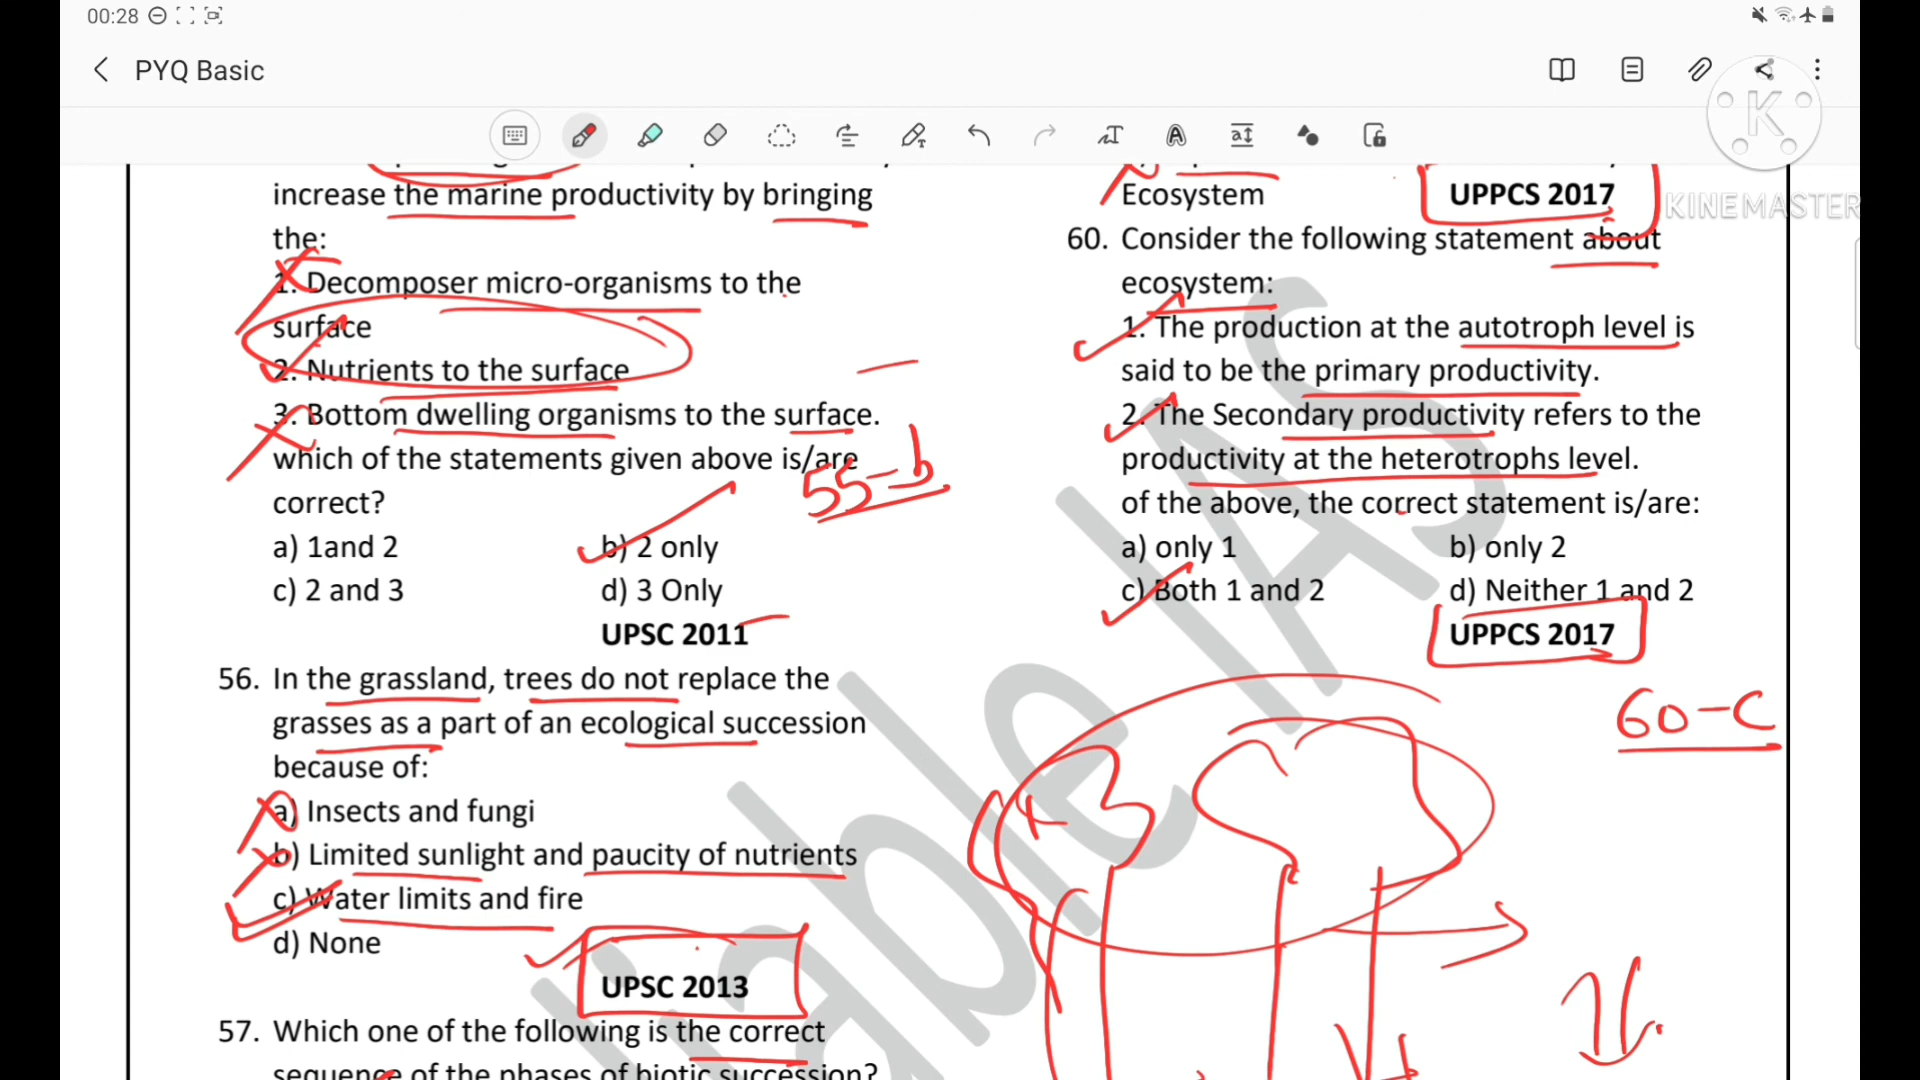 00:28
PYQ Basic
KINEMASTER
increase the marine productivity by bringing
the:
1. Decomposer micro-organisms to the
surface
2. Nutrients to the surface
3. Bottom dwelling organisms to the surface.
which of the statements given above is/are
correct?
55-b
a) 1and 2
b) 2 only
c) 2 and 3
d) 3 Only
UPSC 2011
56. In the grassland, trees do not replace the
grasses as a part of an ecological succession
because of:
a) Insects and fungi
b) Limited sunlight and paucity of nutrients
c) Water limits and fire
d) None
UPSC 2013
57. Which one of the following is the correct
sequence of the phases of biotic succession?
Ecosystem
UPPCS 2017
60. Consider the following statement about
ecosystem:
1. The production at the autotroph level is
said to be the primary productivity.
2. The Secondary productivity refers to the
productivity at the heterotrophs level.
of the above, the correct statement is/are:
a) only 1
b) only 2
c) Both 1 and 2
d) Neither 1 and 2
UPPCS 2017
60-C